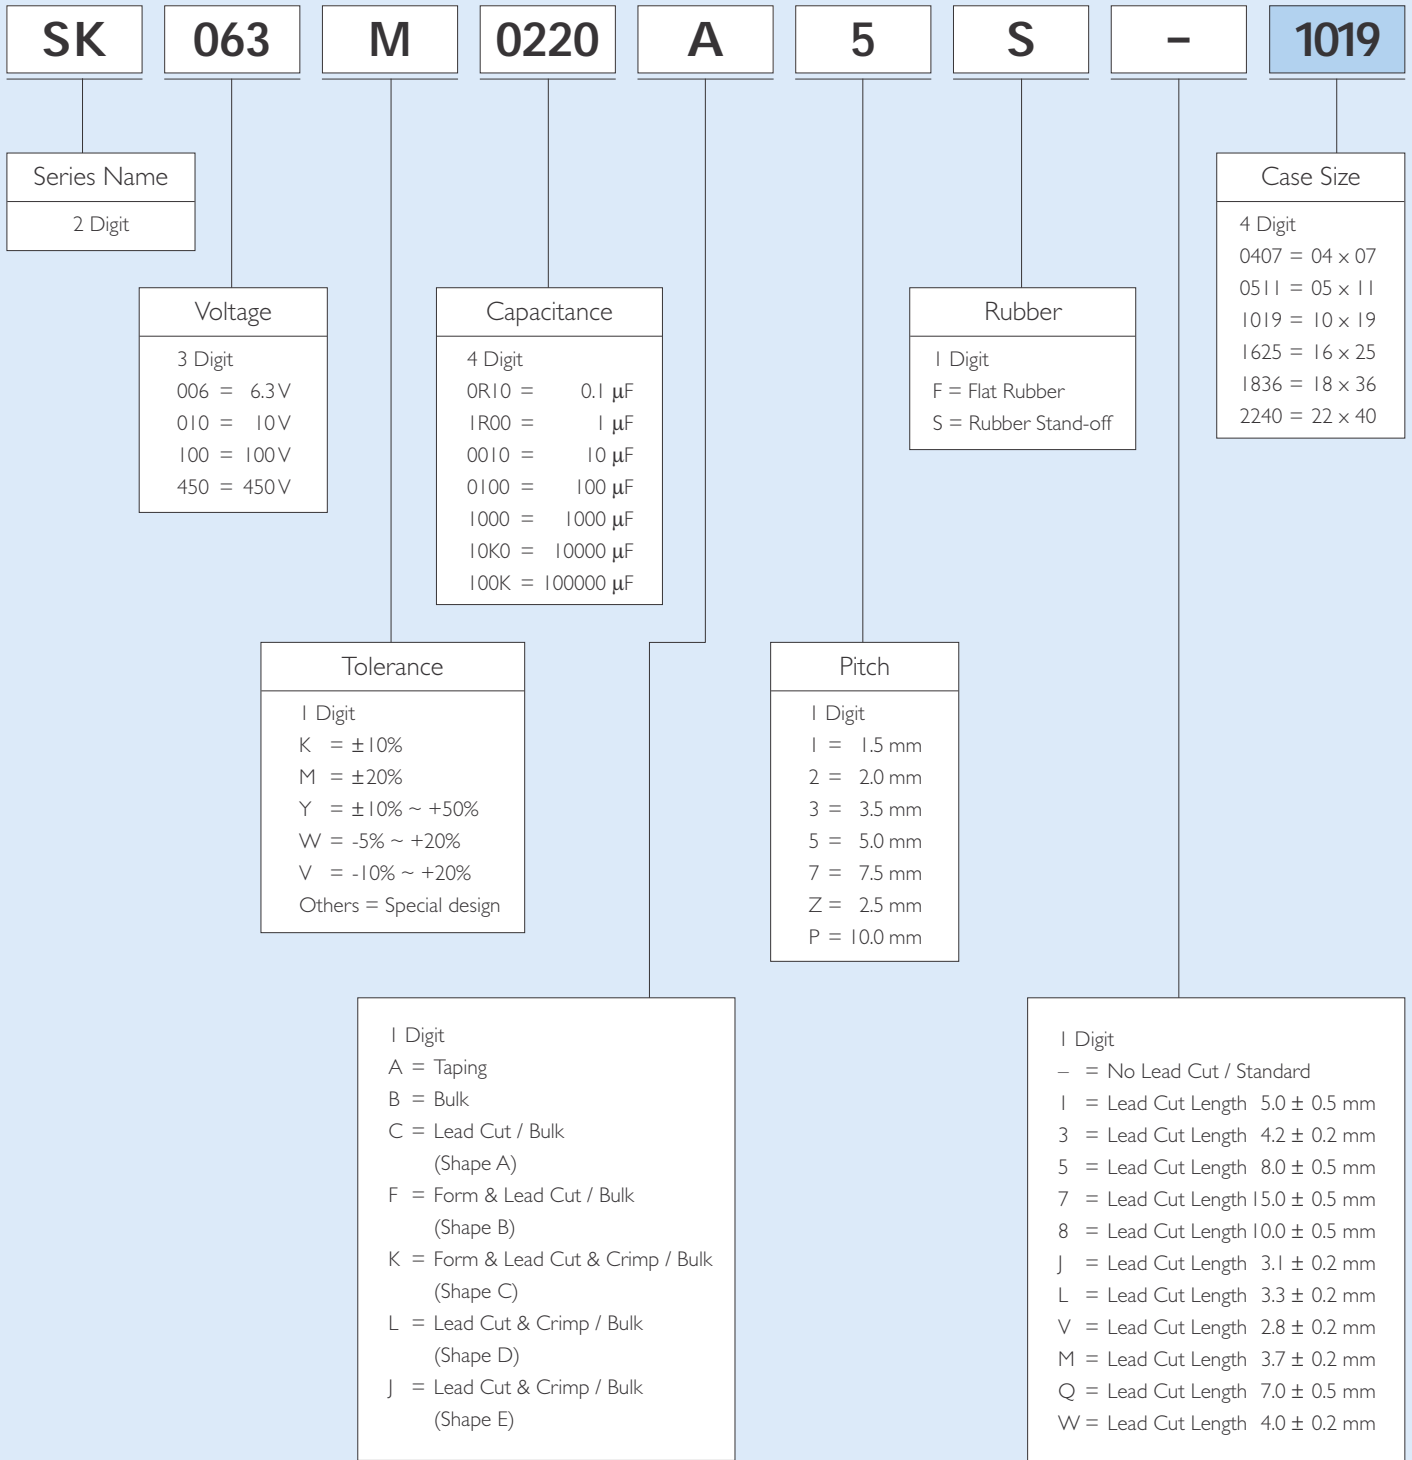 SK 063 M 0220 A 5 S – 1019
Series Name
2 Digit
Voltage
3 Digit
006 = 6.3 V
010 = 10 V
100 = 100 V
450 = 450 V
Capacitance
4 Digit
0R10 = 0.1 µF
1R00 = 1 µF
0010 = 10 µF
0100 = 100 µF
1000 = 1000 µF
10K0 = 10000 µF
100K = 100000 µF
Rubber
1 Digit
F = Flat Rubber
S = Rubber Stand-off
Case Size
4 Digit
0407 = 04 x 07
0511 = 05 x 11
1019 = 10 x 19
1625 = 16 x 25
1836 = 18 x 36
2240 = 22 x 40
Tolerance
1 Digit
K = ±10%
M = ±20%
Y = ±10% ~ +50%
W = -5% ~ +20%
V = -10% ~ +20%
Others = Special design
Pitch
1 Digit
1 = 1.5 mm
2 = 2.0 mm
3 = 3.5 mm
5 = 5.0 mm
7 = 7.5 mm
Z = 2.5 mm
P = 10.0 mm
1 Digit
A = Taping
B = Bulk
C = Lead Cut / Bulk
(Shape A)
F = Form & Lead Cut / Bulk
(Shape B)
K = Form & Lead Cut & Crimp / Bulk
(Shape C)
L = Lead Cut & Crimp / Bulk
(Shape D)
J = Lead Cut & Crimp / Bulk
(Shape E)
1 Digit
– = No Lead Cut / Standard
1 = Lead Cut Length 5.0 ± 0.5 mm
3 = Lead Cut Length 4.2 ± 0.2 mm
5 = Lead Cut Length 8.0 ± 0.5 mm
7 = Lead Cut Length 15.0 ± 0.5 mm
8 = Lead Cut Length 10.0 ± 0.5 mm
J = Lead Cut Length 3.1 ± 0.2 mm
L = Lead Cut Length 3.3 ± 0.2 mm
V = Lead Cut Length 2.8 ± 0.2 mm
M = Lead Cut Length 3.7 ± 0.2 mm
Q = Lead Cut Length 7.0 ± 0.5 mm
W = Lead Cut Length 4.0 ± 0.2 mm